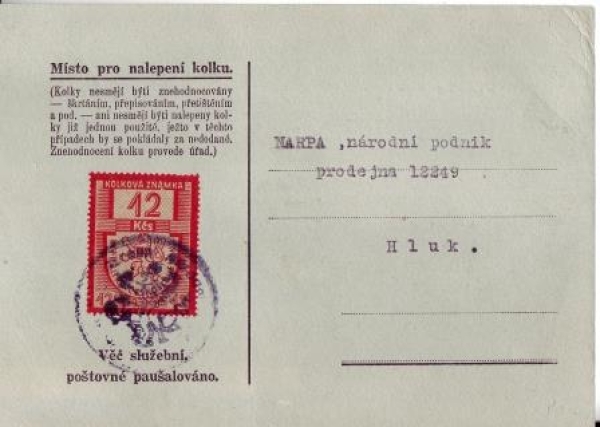 Místo pro nalepení kolku.
(Kolky nesmějí býti znehodnocovány
— škrtáním, přepisováním, přetištěním
a pod. — ani nesmějí býti nalepeny kol-
ky již jednou použité, ježto v těchto
případech by se pokládaly za nedodané.
Znehodnocení kolku provede úřad.)
KOLKOVÁ ZNÁMKA
12
Kčs
Věč služební,
poštovné paušalováno.
MARPA ,národní podnik
prodejna 12249
Hluk.